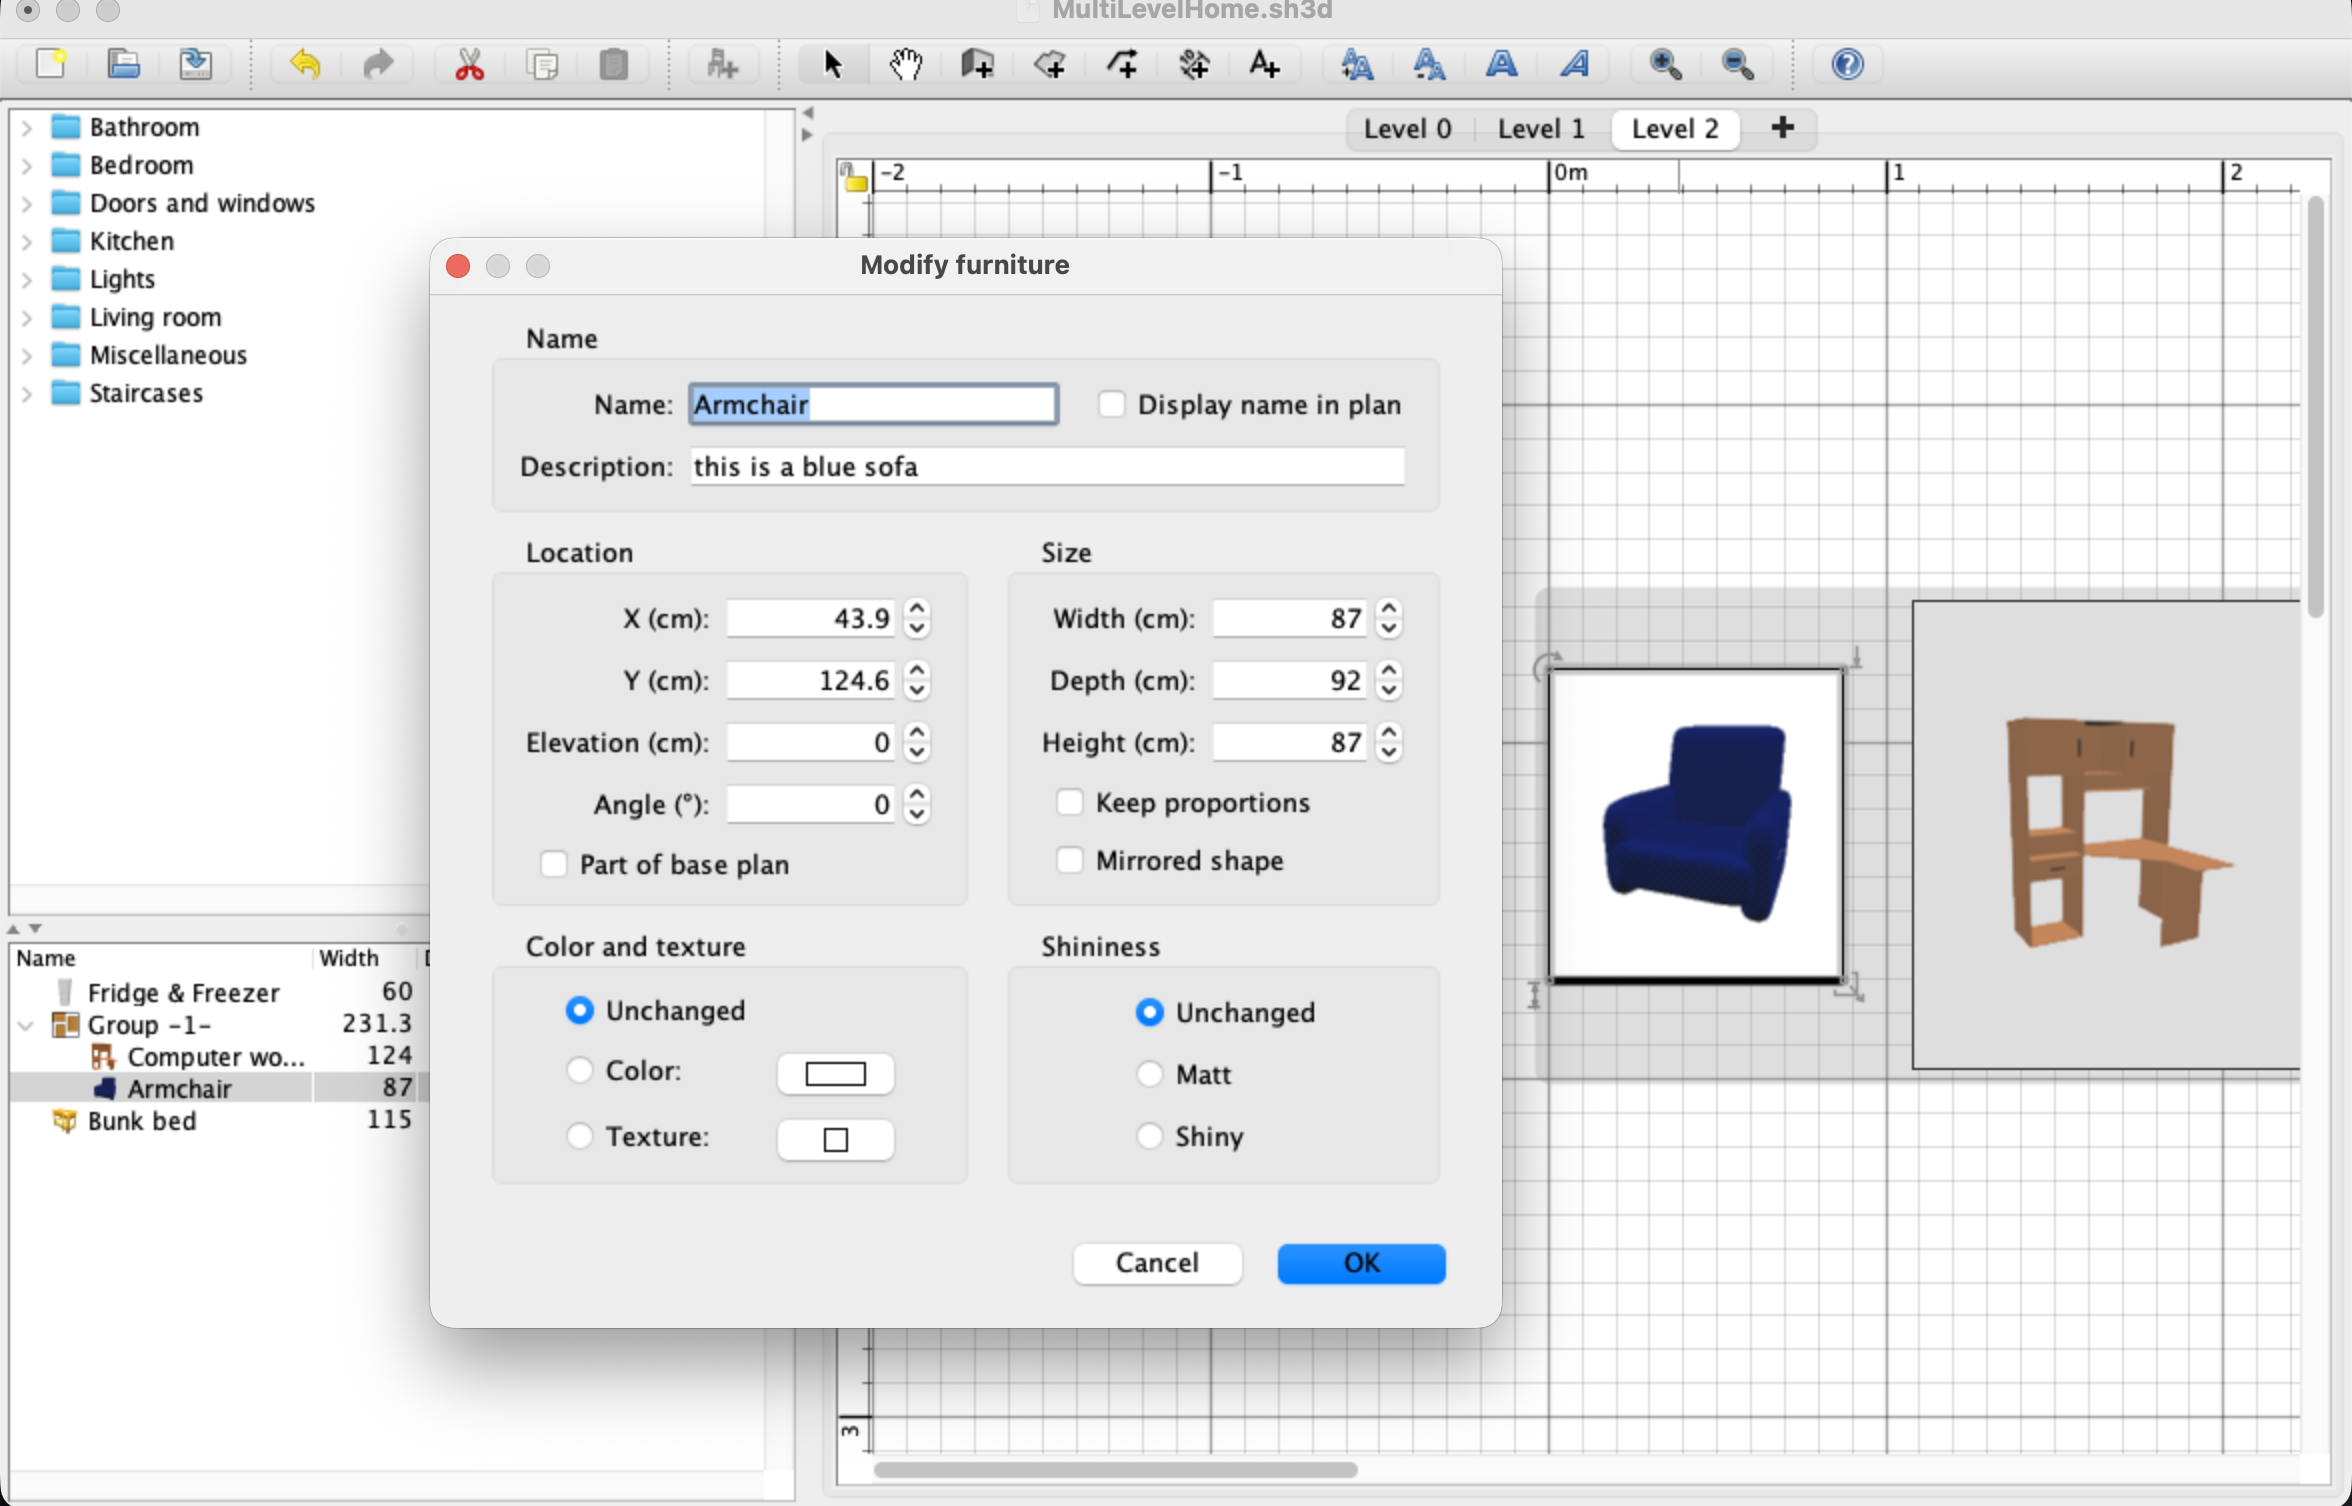 MultiLevelHome.sh3d
Bathroom
Bedroom
Doors and windows
Kitchen
Lights
Living room
Miscellaneous
Staircases
Level 0
Level 1
Level 2
-2
-1
0m
1
2
Modify furniture
Name
Name: Armchair
Display name in plan
Description: this is a blue sofa
Location
X (cm): 43.9
Y (cm): 124.6
Elevation (cm): 0
Angle (°): 0
Part of base plan
Size
Width (cm): 87
Depth (cm): 92
Height (cm): 87
Keep proportions
Mirrored shape
Color and texture
Unchanged
Color:
Texture:
Shininess
Unchanged
Matt
Shiny
Cancel
OK
Name Width
Fridge & Freezer 60
Group -1- 231.3
Computer wo... 124
Armchair 87
Bunk bed 115
3